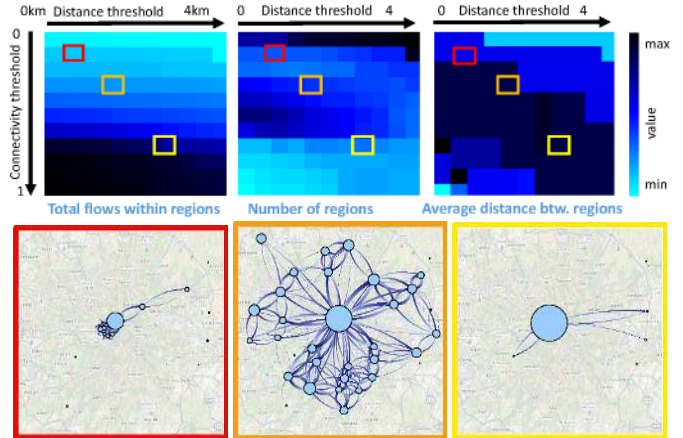 0km Distance threshold 4km
0 Distance threshold 4
0 Distance threshold 4
Connectivity threshold
0
1
max
value
min
Total flows within regions
Number of regions
Average distance btw. regions